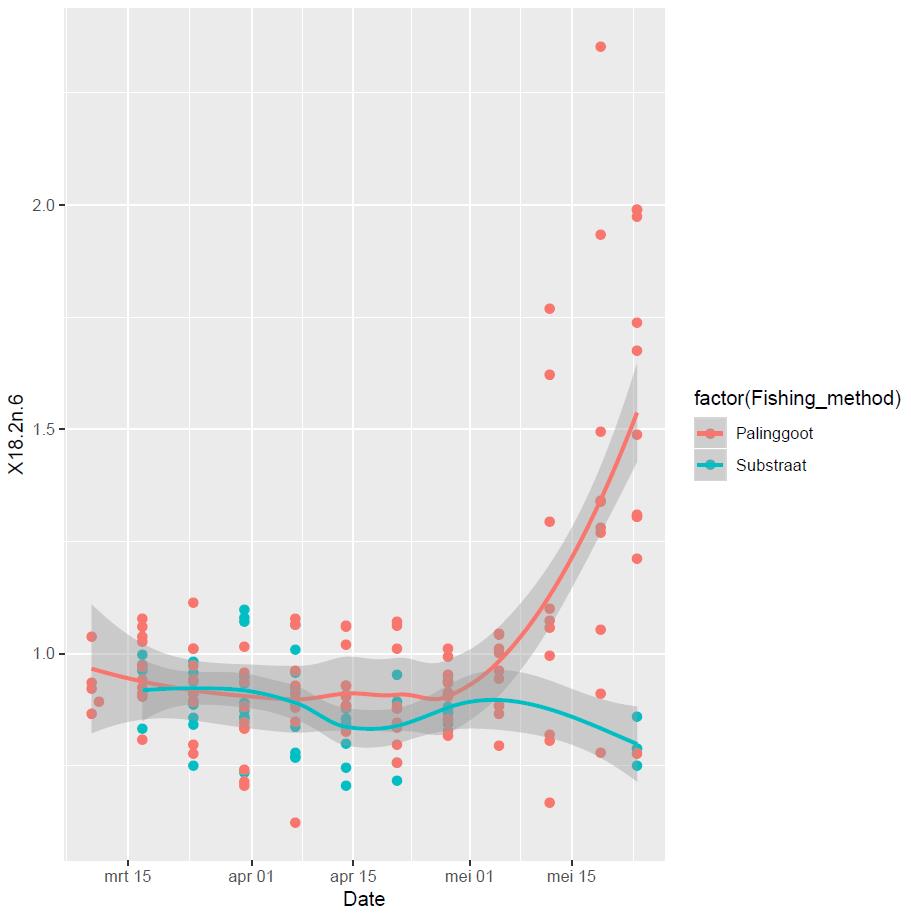 X18.2n.6
2.0
1.5
1.0
mrt 15
apr 01
apr 15
mei 01
mei 15
Date
factor(Fishing_method)
Palinggoot
Substraat